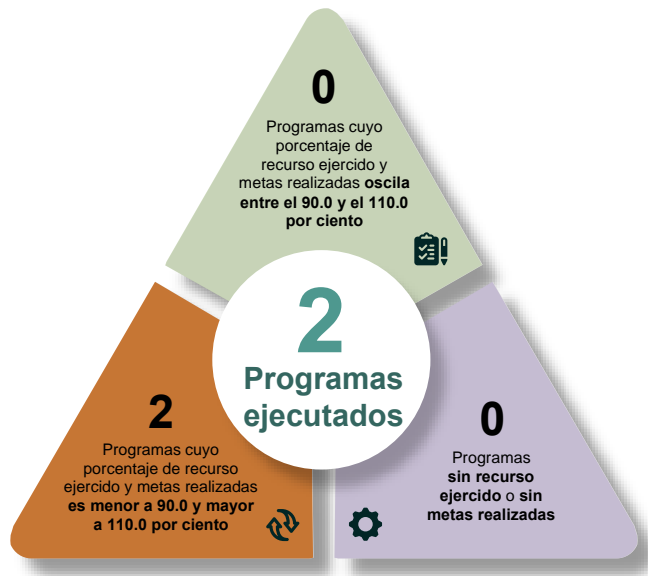 0
Programas cuyo
porcentaje de
recurso ejercido y
metas realizadas oscila
entre el 90.0 y el 110.0
por ciento
2
Programas
ejecutados
2
Programas cuyo
porcentaje de recurso
ejercido y metas realizadas
es menor a 90.0 y mayor
a 110.0 por ciento
0
Programas
sin recurso
ejercido o sin
metas realizadas